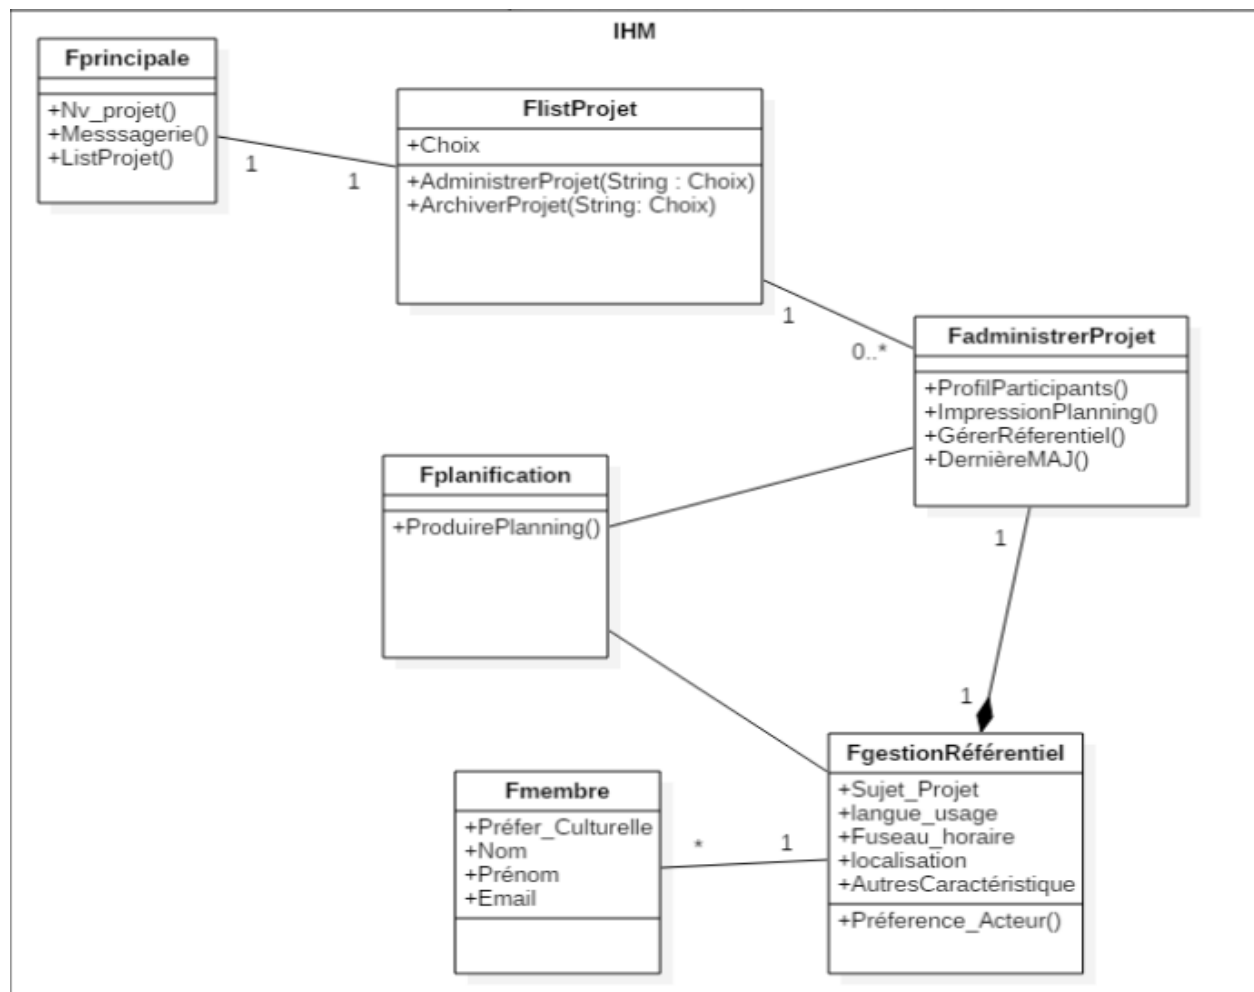 IHM
Fprincipale
+Nv_projet()
+Messsagerie()
+ListProjet()
1
1
FlistProjet
+Choix
+AdministrerProjet(String : Choix)
+ArchiverProjet(String: Choix)
1
0..*
FadministrerProjet
+ProfilParticipants()
+ImpressionPlanning()
+GérerRéferentiel()
+DernièreMAJ()
Fplanification
+ProduirePlanning()
1
1
FgestionRéférentiel
+Sujet_Projet
+langue_usage
+Fuseau_horaire
+localisation
+AutresCaractéristique
+Préference_Acteur()
Fmembre
+Préfer_Culturelle
+Nom
+Prénom
+Email
*
1